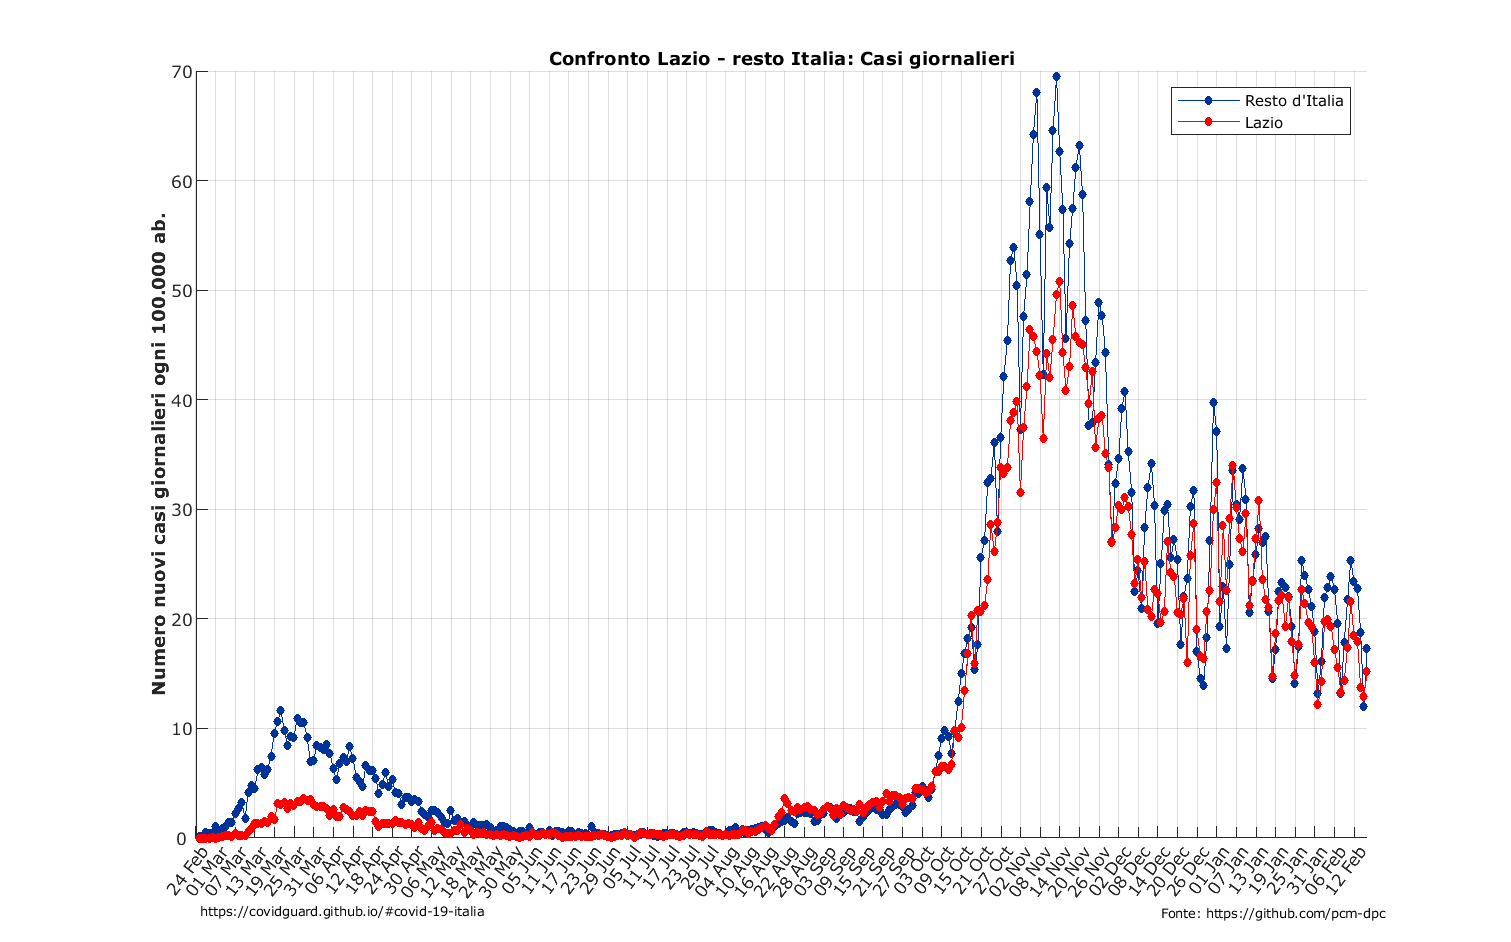 Confronto Lazio - resto Italia: Casi giornalieri
Numero nuovi casi giornalieri ogni 100.000 ab.
70
60
50
40
30
20
10
0
Resto d'Italia
Lazio
24 Feb
01 Mar
07 Mar
13 Mar
19 Mar
25 Mar
31 Mar
06 Apr
12 Apr
18 Apr
24 Apr
30 Apr
06 May
12 May
18 May
24 May
30 May
05 Jun
11 Jun
17 Jun
23 Jun
29 Jun
05 Jul
11 Jul
17 Jul
23 Jul
29 Jul
04 Aug
10 Aug
16 Aug
22 Aug
28 Aug
03 Sep
09 Sep
15 Sep
21 Sep
27 Sep
03 Oct
09 Oct
15 Oct
21 Oct
27 Oct
02 Nov
08 Nov
14 Nov
20 Nov
26 Nov
02 Dec
08 Dec
14 Dec
20 Dec
26 Dec
01 Jan
07 Jan
13 Jan
19 Jan
25 Jan
31 Jan
06 Feb
12 Feb
https://covidguard.github.io/#covid-19-italia
Fonte: https://github.com/pcm-dpc